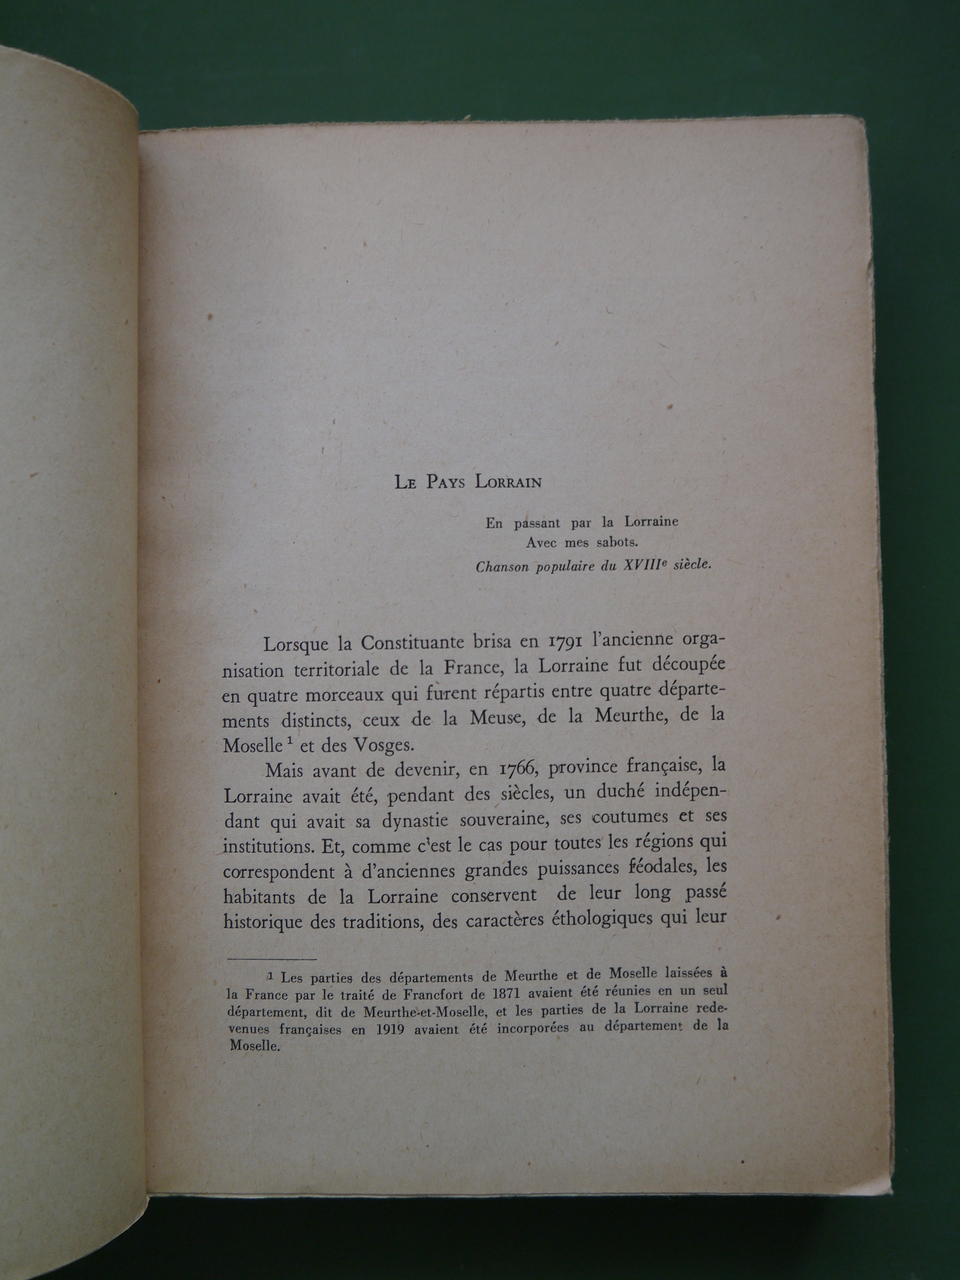 Le Pays Lorrain
En passant par la Lorraine
Avec mes sabots.
Chanson populaire du XVIIIe siècle.
Lorsque la Constituante brisa en 1791 l'ancienne orga-
nisation territoriale de la France, la Lorraine fut découpée
en quatre morceaux qui furent répartis entre quatre départe-
ments distincts, ceux de la Meuse, de la Meurthe, de la
Moselle 1 et des Vosges.
Mais avant de devenir, en 1766, province française, la
Lorraine avait été, pendant des siècles, un duché indépen-
dant qui avait sa dynastie souveraine, ses coutumes et ses
institutions. Et, comme c'est le cas pour toutes les régions qui
correspondent à d'anciennes grandes puissances féodales, les
habitants de la Lorraine conservent de leur long passé
historique des traditions, des caractères éthologiques qui leur
1 Les parties des départements de Meurthe et de Moselle laissées à
la France par le traité de Francfort de 1871 avaient été réunies en un seul
département, dit de Meurthe-et-Moselle, et les parties de la Lorraine rede-
venues françaises en 1919 avaient été incorporées au département de la
Moselle.